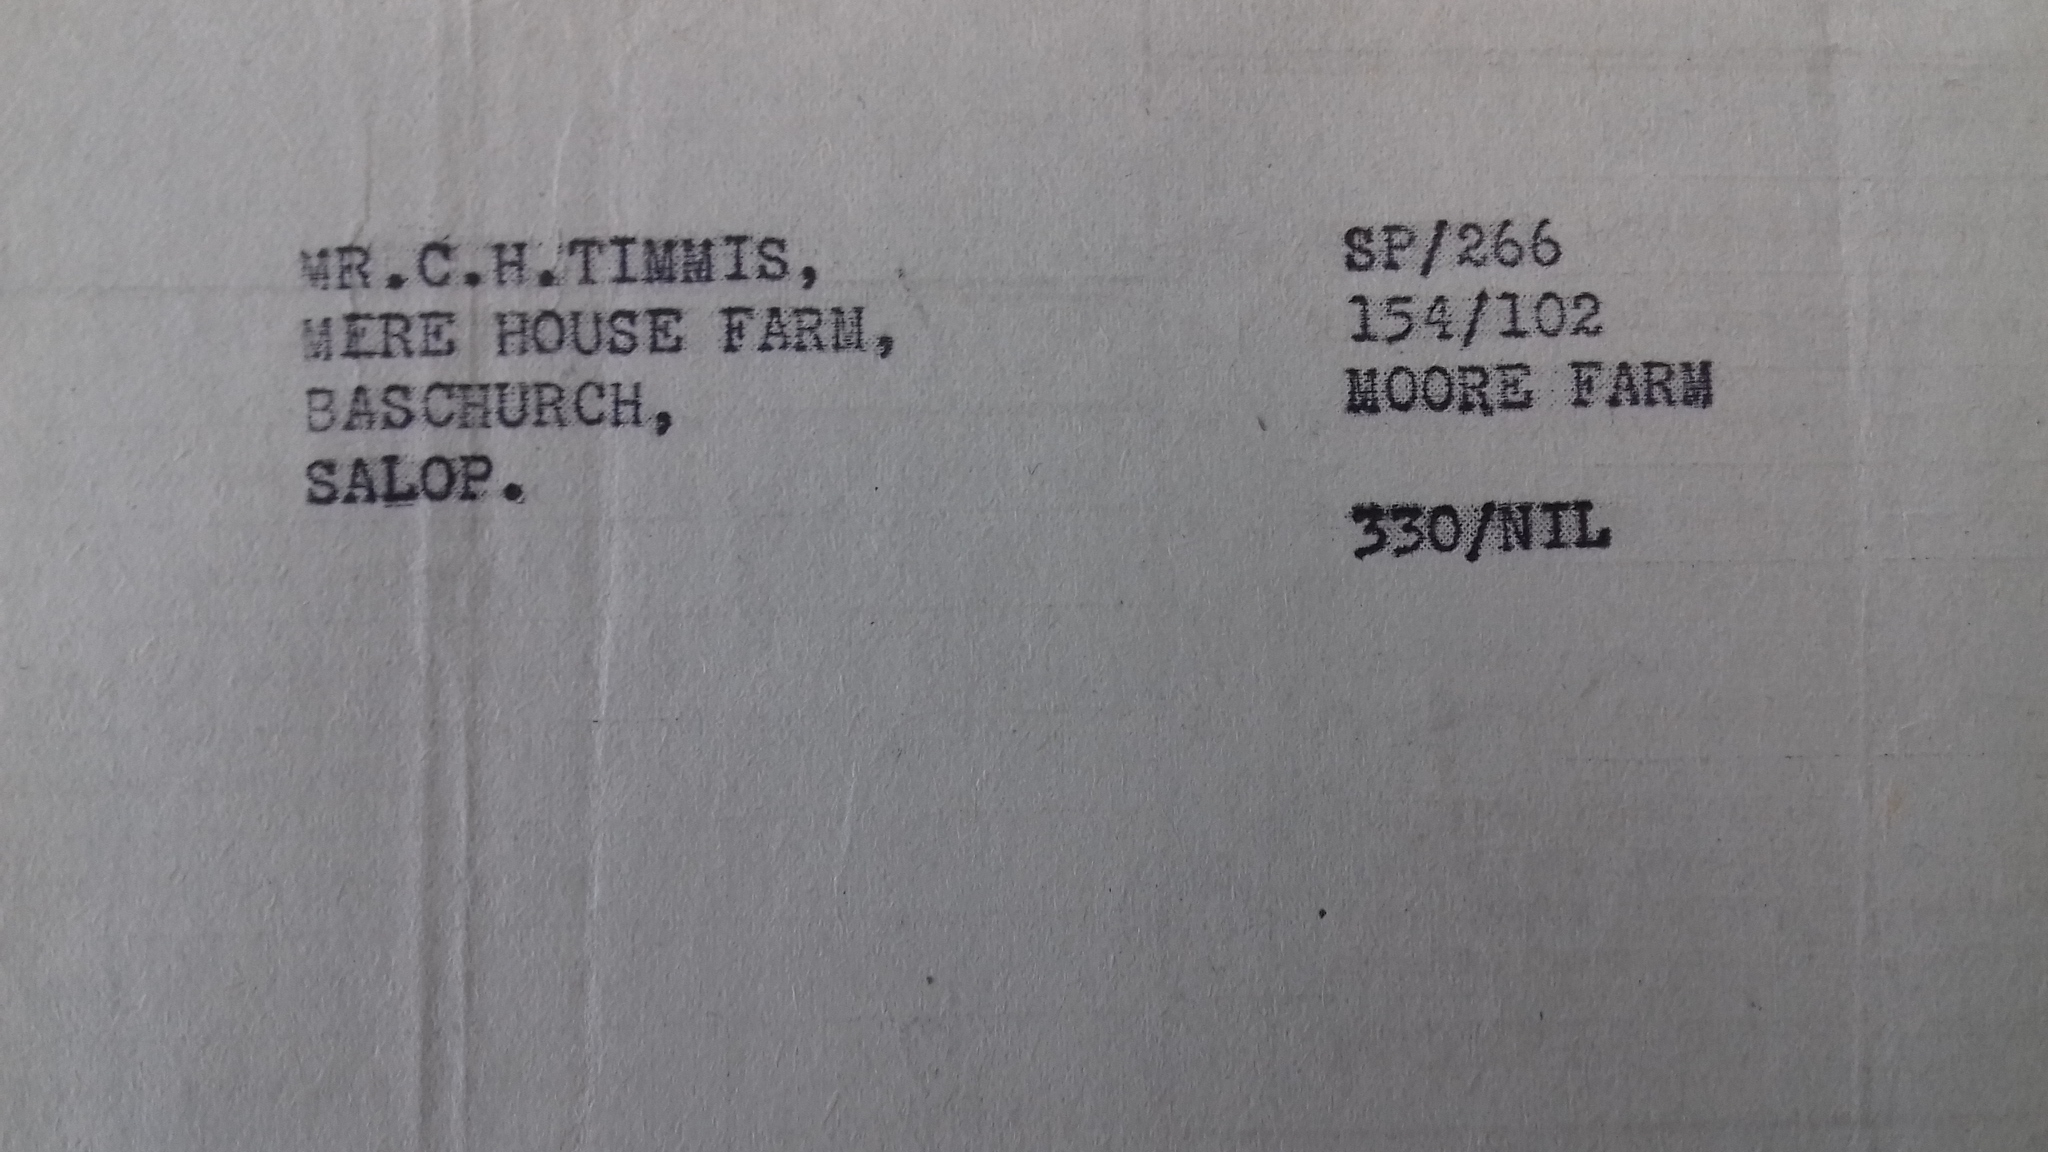 MR.C.H.TIMMIS,
MERE HOUSE FARM,
BASCHURCH,
SALOP.
SP/266
154/102
MOORE FARM
330/NIL